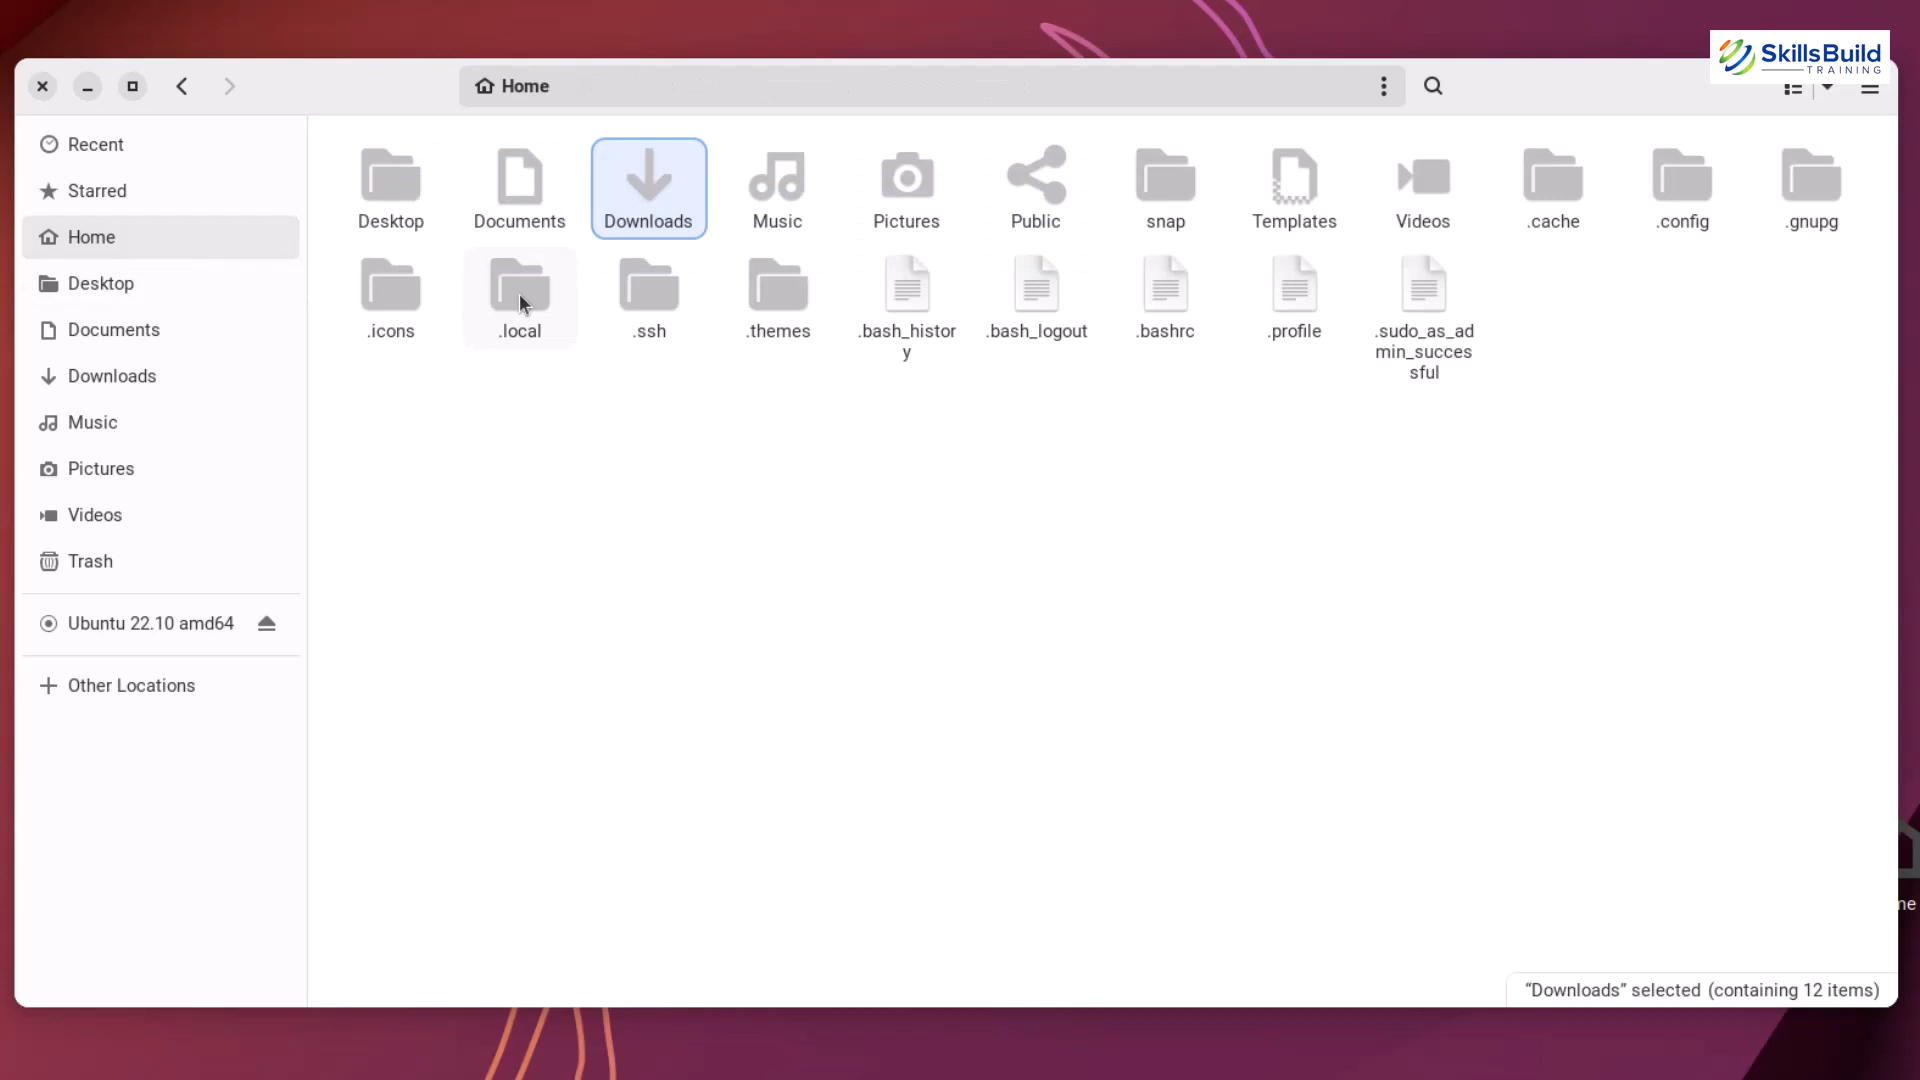 SkillsBuild
TRAINING
Home
Recent
Starred
Home
Desktop
Documents
Downloads
Music
Pictures
Videos
Trash
Ubuntu 22.10 amd64
Other Locations
Desktop
Documents
Downloads
Music
Pictures
Public
snap
Templates
Videos
.cache
.config
.gnupg
.icons
.local
.ssh
.themes
.bash_histor
y
.bash_logout
.bashrc
.profile
.sudo_as_ad
min_succes
sful
me
“Downloads” selected (containing 12 items)